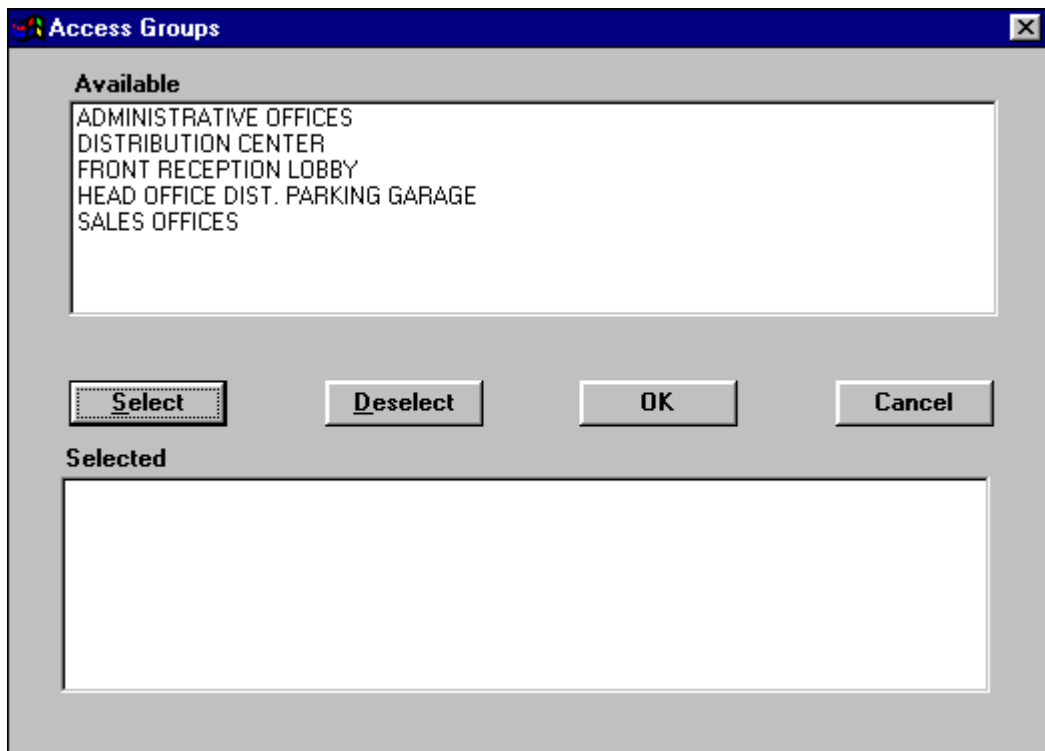 Access Groups
Available
ADMINISTRATIVE OFFICES
DISTRIBUTION CENTER
FRONT RECEPTION LOBBY
HEAD OFFICE DIST. PARKING GARAGE
SALES OFFICES
Select Deselect OK Cancel
Selected